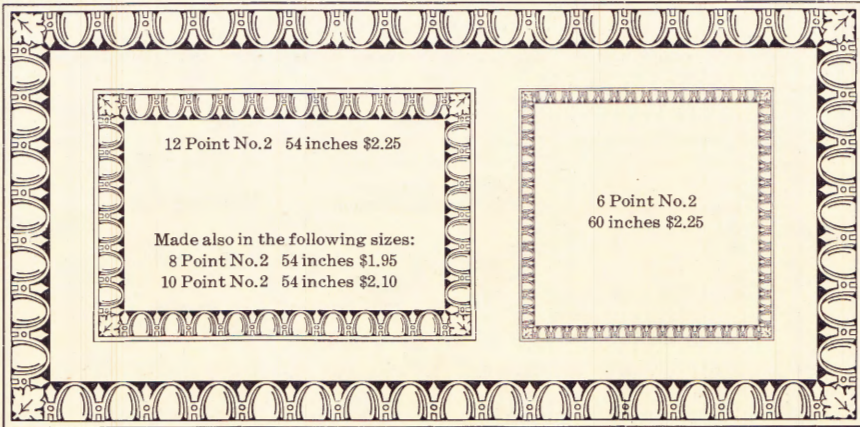 12 Point No.2 54 inches $2.25
Made also in the following sizes:
8 Point No.2 54 inches $1.95
10 Point No.2 54 inches $2.10
6 Point No.2
60 inches $2.25